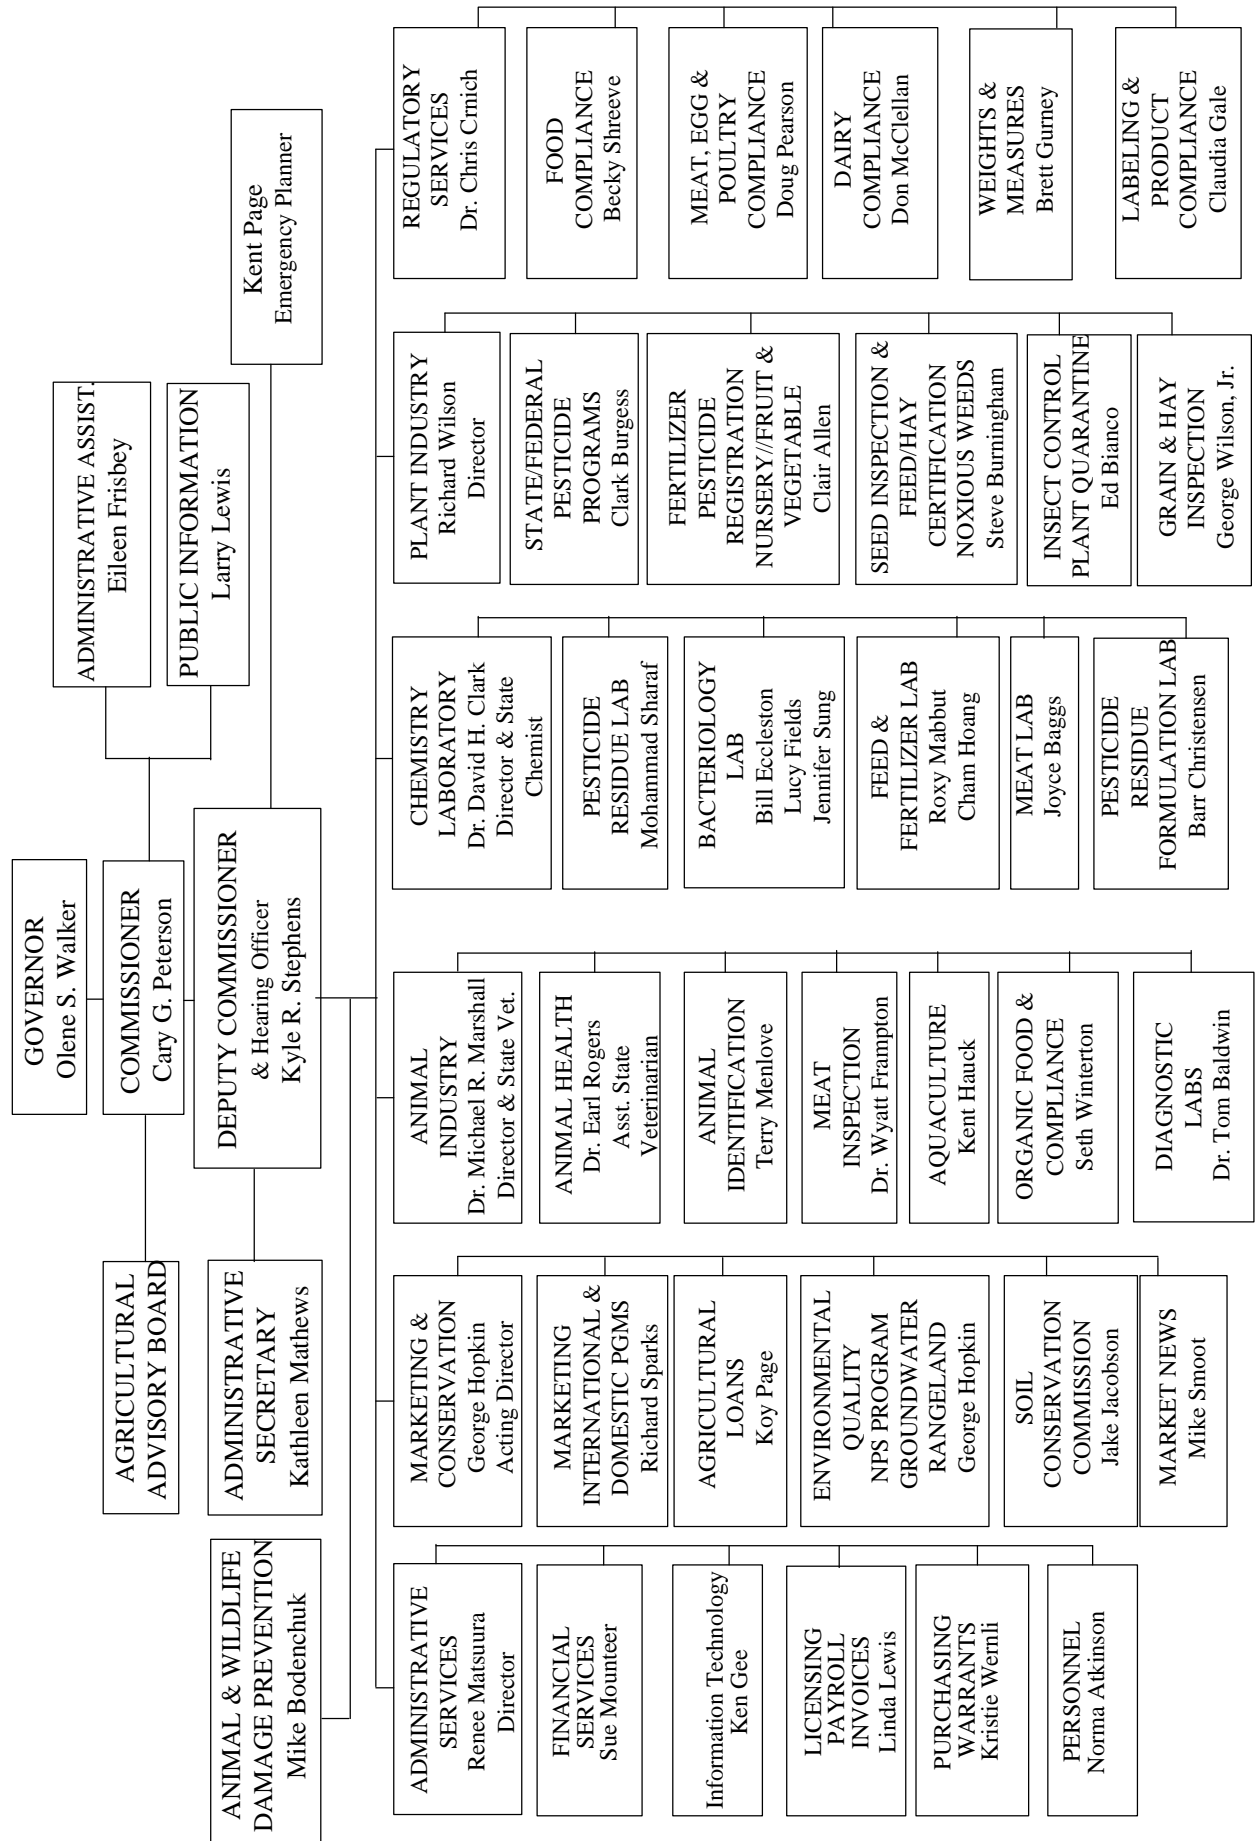 GOVERNOR
Olene S. Walker
COMMISSIONER
Cary G. Peterson
AGRICULTURAL
ADVISORY BOARD
ADMINISTRATIVE ASSIST.
Eileen Frisbey
PUBLIC INFORMATION
Larry Lewis
DEPUTY COMMISSIONER
& Hearing Officer
Kyle R. Stephens
ADMINISTRATIVE
SECRETARY
Kathleen Mathews
Kent Page
Emergency Planner
ANIMAL & WILDLIFE
DAMAGE PREVENTION
Mike Bodenchuk
ADMINISTRATIVE
SERVICES
Renee Matsuura
Director
FINANCIAL
SERVICES
Sue Mounteer
Information Technology
Ken Gee
LICENSING
PAYROLL
INVOICES
Linda Lewis
PURCHASING
WARRANTS
Kristie Wernli
PERSONNEL
Norma Atkinson
MARKETING &
CONSERVATION
George Hopkin
Acting Director
MARKETING
INTERNATIONAL &
DOMESTIC PGMS
Richard Sparks
AGRICULTURAL
LOANS
Koy Page
ENVIRONMENTAL
QUALITY
NPS PROGRAM
GROUNDWATER
RANGELAND
George Hopkin
SOIL
CONSERVATION
COMMISSION
Jake Jacobson
MARKET NEWS
Mike Smoot
ANIMAL
INDUSTRY
Dr. Michael R. Marshall
Director & State Vet.
ANIMAL HEALTH
Dr. Earl Rogers
Asst. State
Veterinarian
ANIMAL
IDENTIFICATION
Terry Menlove
MEAT
INSPECTION
Dr. Wyatt Frampton
AQUACULTURE
Kent Hauck
ORGANIC FOOD &
COMPLIANCE
Seth Winterton
DIAGNOSTIC
LABS
Dr. Tom Baldwin
CHEMISTRY
LABORATORY
Dr. David H. Clark
Director & State
Chemist
PESTICIDE
RESIDUE LAB
Mohammad Sharaf
BACTERIOLOGY
LAB
Bill Eccleston
Lucy Fields
Jennifer Sung
FEED &
FERTILIZER LAB
Roxy Mabbut
Cham Hoang
MEAT LAB
Joyce Baggs
PESTICIDE
RESIDUE
FORMULATION LAB
Barr Christensen
PLANT INDUSTRY
Richard Wilson
Director
STATE/FEDERAL
PESTICIDE
PROGRAMS
Clark Burgess
FERTILIZER
PESTICIDE
REGISTRATION
NURSERY//FRUIT &
VEGETABLE
Clair Allen
SEED INSPECTION &
FEED/HAY
CERTIFICATION
NOXIOUS WEEDS
Steve Burningham
INSECT CONTROL
PLANT QUARANTINE
Ed Bianco
GRAIN & HAY
INSPECTION
George Wilson, Jr.
REGULATORY
SERVICES
Dr. Chris Crnich
FOOD
COMPLIANCE
Becky Shreeve
MEAT, EGG &
POULTRY
COMPLIANCE
Doug Pearson
DAIRY
COMPLIANCE
Don McClellan
WEIGHTS &
MEASURES
Brett Gurney
LABELING &
PRODUCT
COMPLIANCE
Claudia Gale